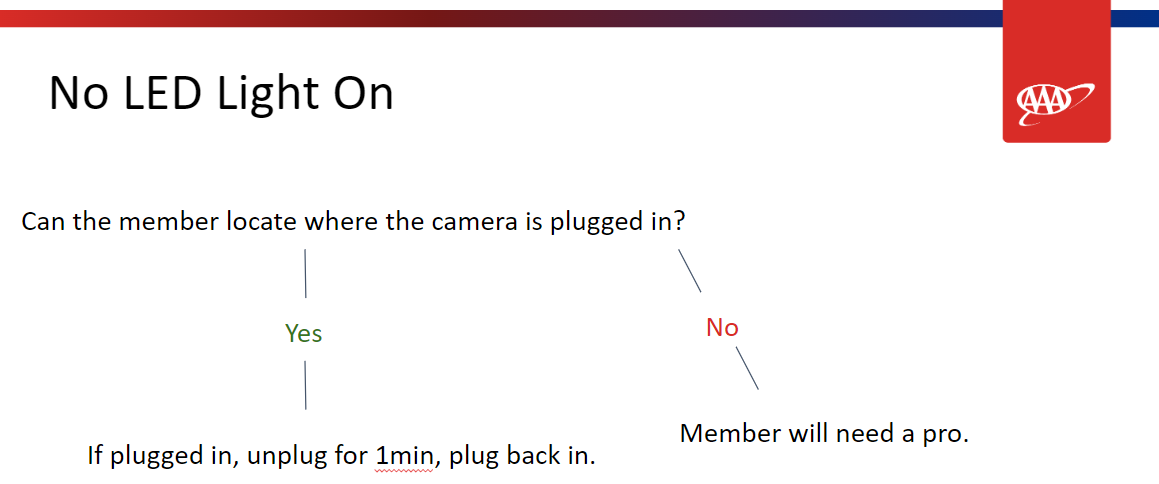 AAA
No LED Light On
Can the member locate where the camera is plugged in?
Yes
No
If plugged in, unplug for 1min, plug back in.
Member will need a pro.